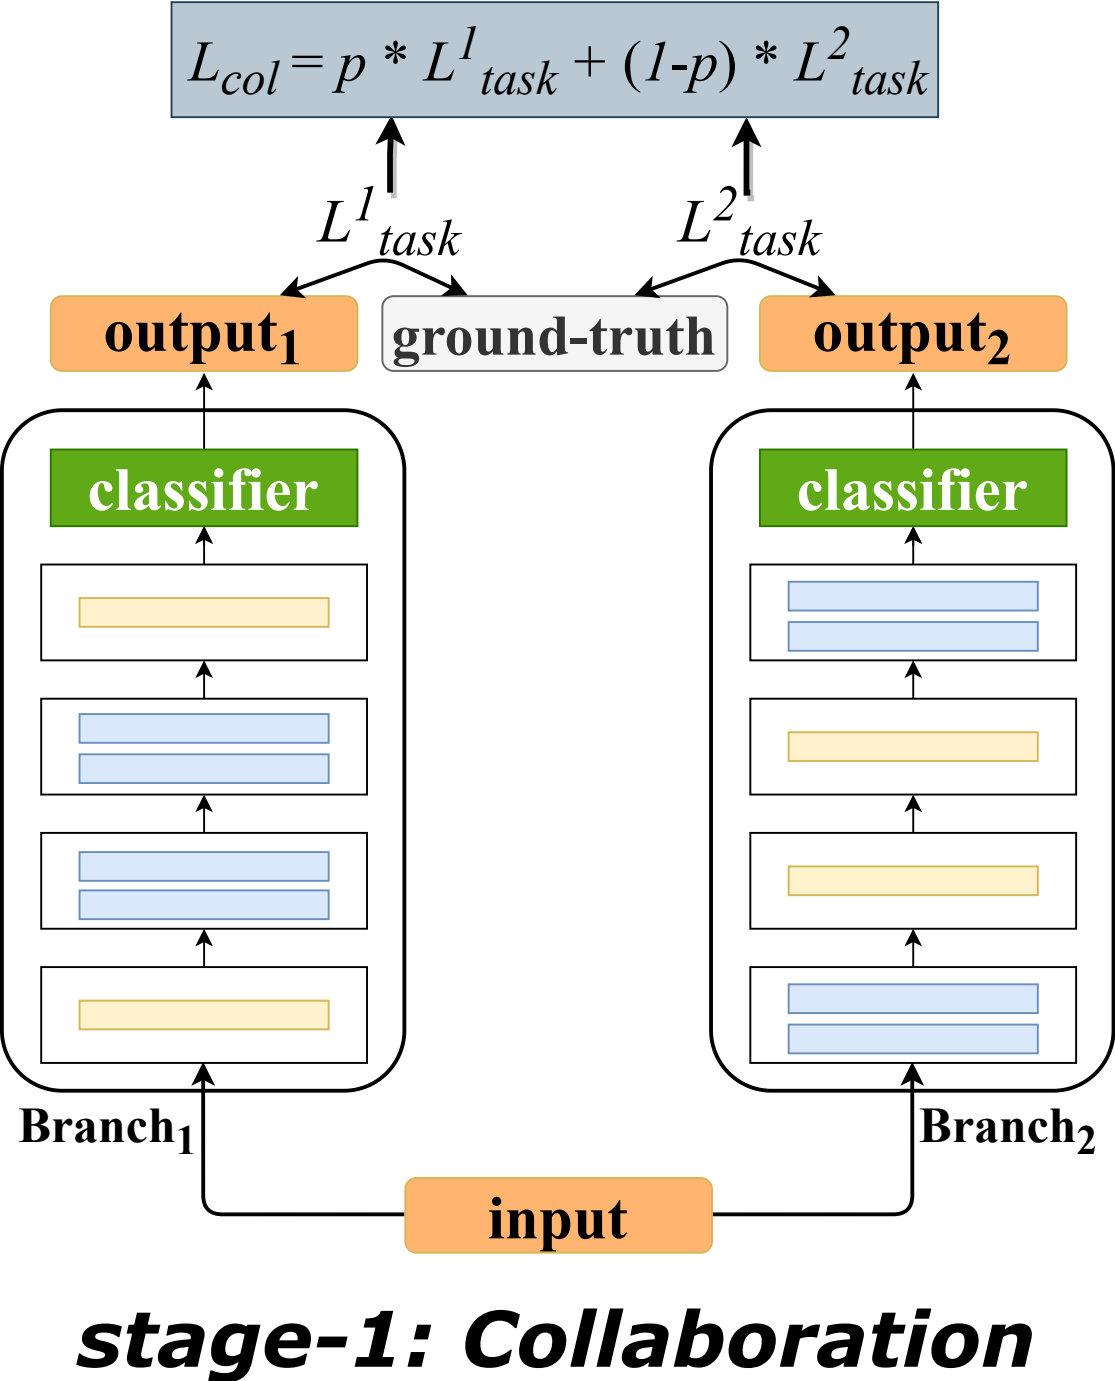 L_col = p * L^1_task + (1-p) * L^2_task
L^1_task
L^2_task
output_1
ground-truth
output_2
classifier
classifier
Branch_1
Branch_2
input
stage-1: Collaboration